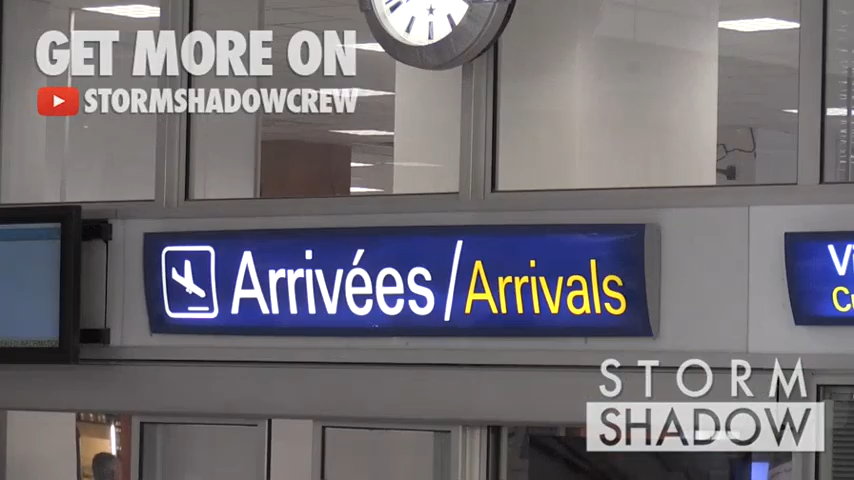 GET MORE ON
STORMSHADOWCREW
Arrivées/Arrivals
STORM
SHADOW